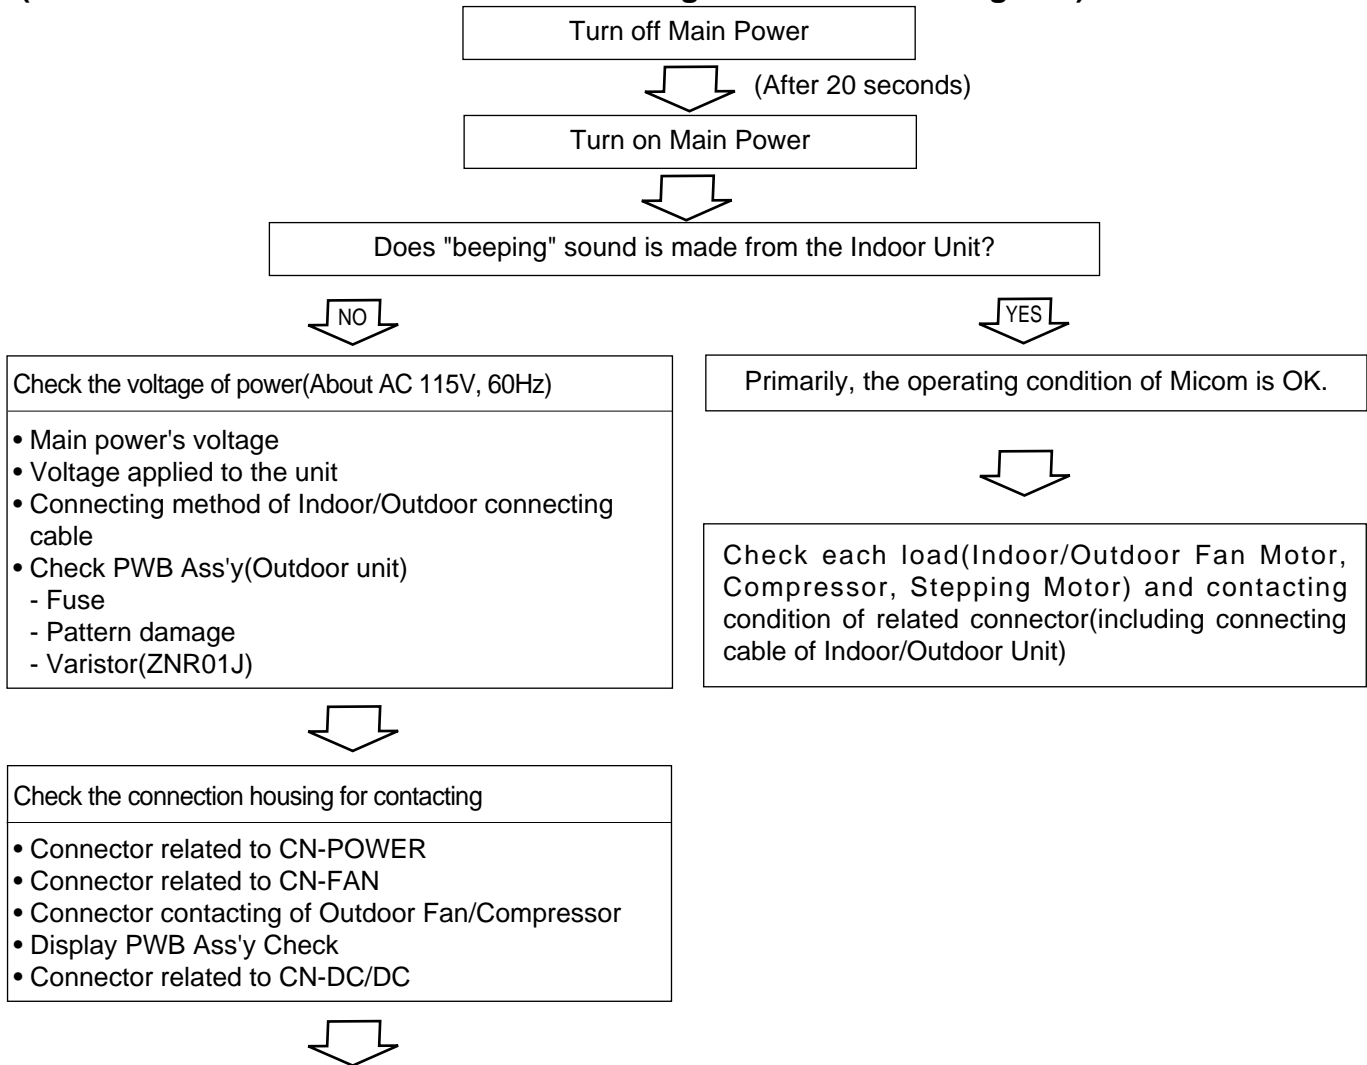 Turn off Main Power
(After 20 seconds)
Turn on Main Power
Does "beeping" sound is made from the Indoor Unit?
NO
YES
Check the voltage of power(About AC 115V, 60Hz)
• Main power's voltage
• Voltage applied to the unit
• Connecting method of Indoor/Outdoor connecting
cable
• Check PWB Ass'y(Outdoor unit)
- Fuse
- Pattern damage
- Varistor(ZNR01J)
Primarily, the operating condition of Micom is OK.
Check each load(Indoor/Outdoor Fan Motor,
Compressor, Stepping Motor) and contacting
condition of related connector(including connecting
cable of Indoor/Outdoor Unit)
Check the connection housing for contacting
• Connector related to CN-POWER
• Connector related to CN-FAN
• Connector contacting of Outdoor Fan/Compressor
• Display PWB Ass'y Check
• Connector related to CN-DC/DC